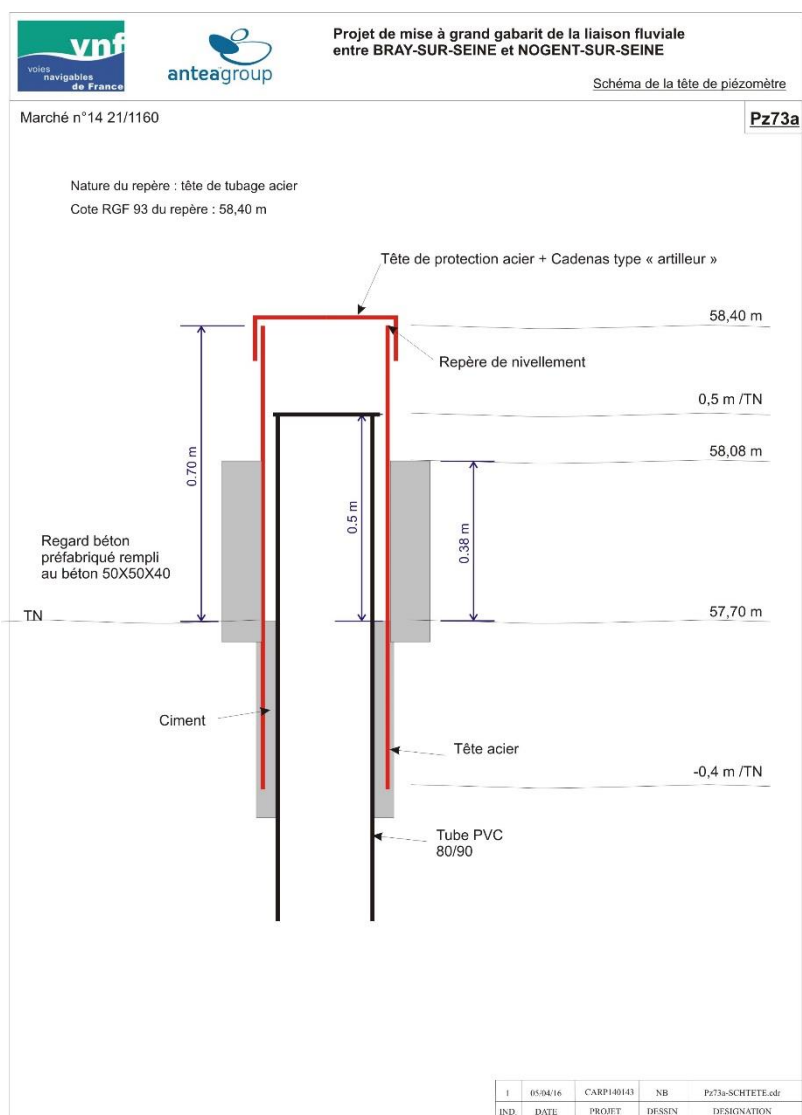 vnf
voies
navigables
de France
anteagroup
Projet de mise à grand gabarit de la liaison fluviale
entre BRAY-SUR-SEINE et NOGENT-SUR-SEINE
Schéma de la tête de piézomètre
Marché n°14 21/1160
Pz73a
Nature du repère : tête de tubage acier
Cote RGF 93 du repère : 58,40 m
Tête de protection acier + Cadenas type « artilleur »
58,40 m
Repère de nivellement
0,5 m /TN
58,08 m
0.70 m
0.5 m
0.38 m
Regard béton
préfabriqué rempli
au béton 50X50X40
TN
57,70 m
Ciment
Tête acier
-0,4 m /TN
Tube PVC
80/90
1 05/04/16 CARP140143 NB Pz73a-SCHTETE.cdr
IND. DATE PROJET DESSIN DESIGNATION